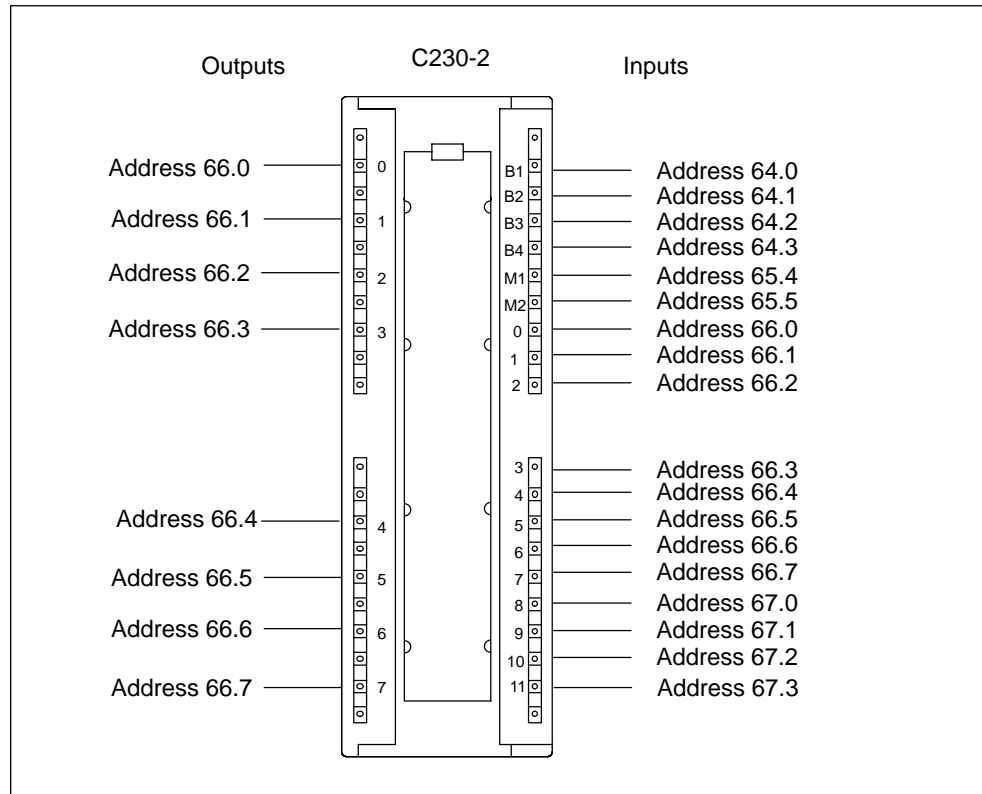 Outputs
C230-2
Inputs
Address 66.0
Address 66.1
Address 66.2
Address 66.3
Address 66.4
Address 66.5
Address 66.6
Address 66.7
0
1
2
3
4
5
6
7
B1
B2
B3
B4
M1
M2
0
1
2
3
4
5
6
7
8
9
10
11
Address 64.0
Address 64.1
Address 64.2
Address 64.3
Address 65.4
Address 65.5
Address 66.0
Address 66.1
Address 66.2
Address 66.3
Address 66.4
Address 66.5
Address 66.6
Address 66.7
Address 67.0
Address 67.1
Address 67.2
Address 67.3